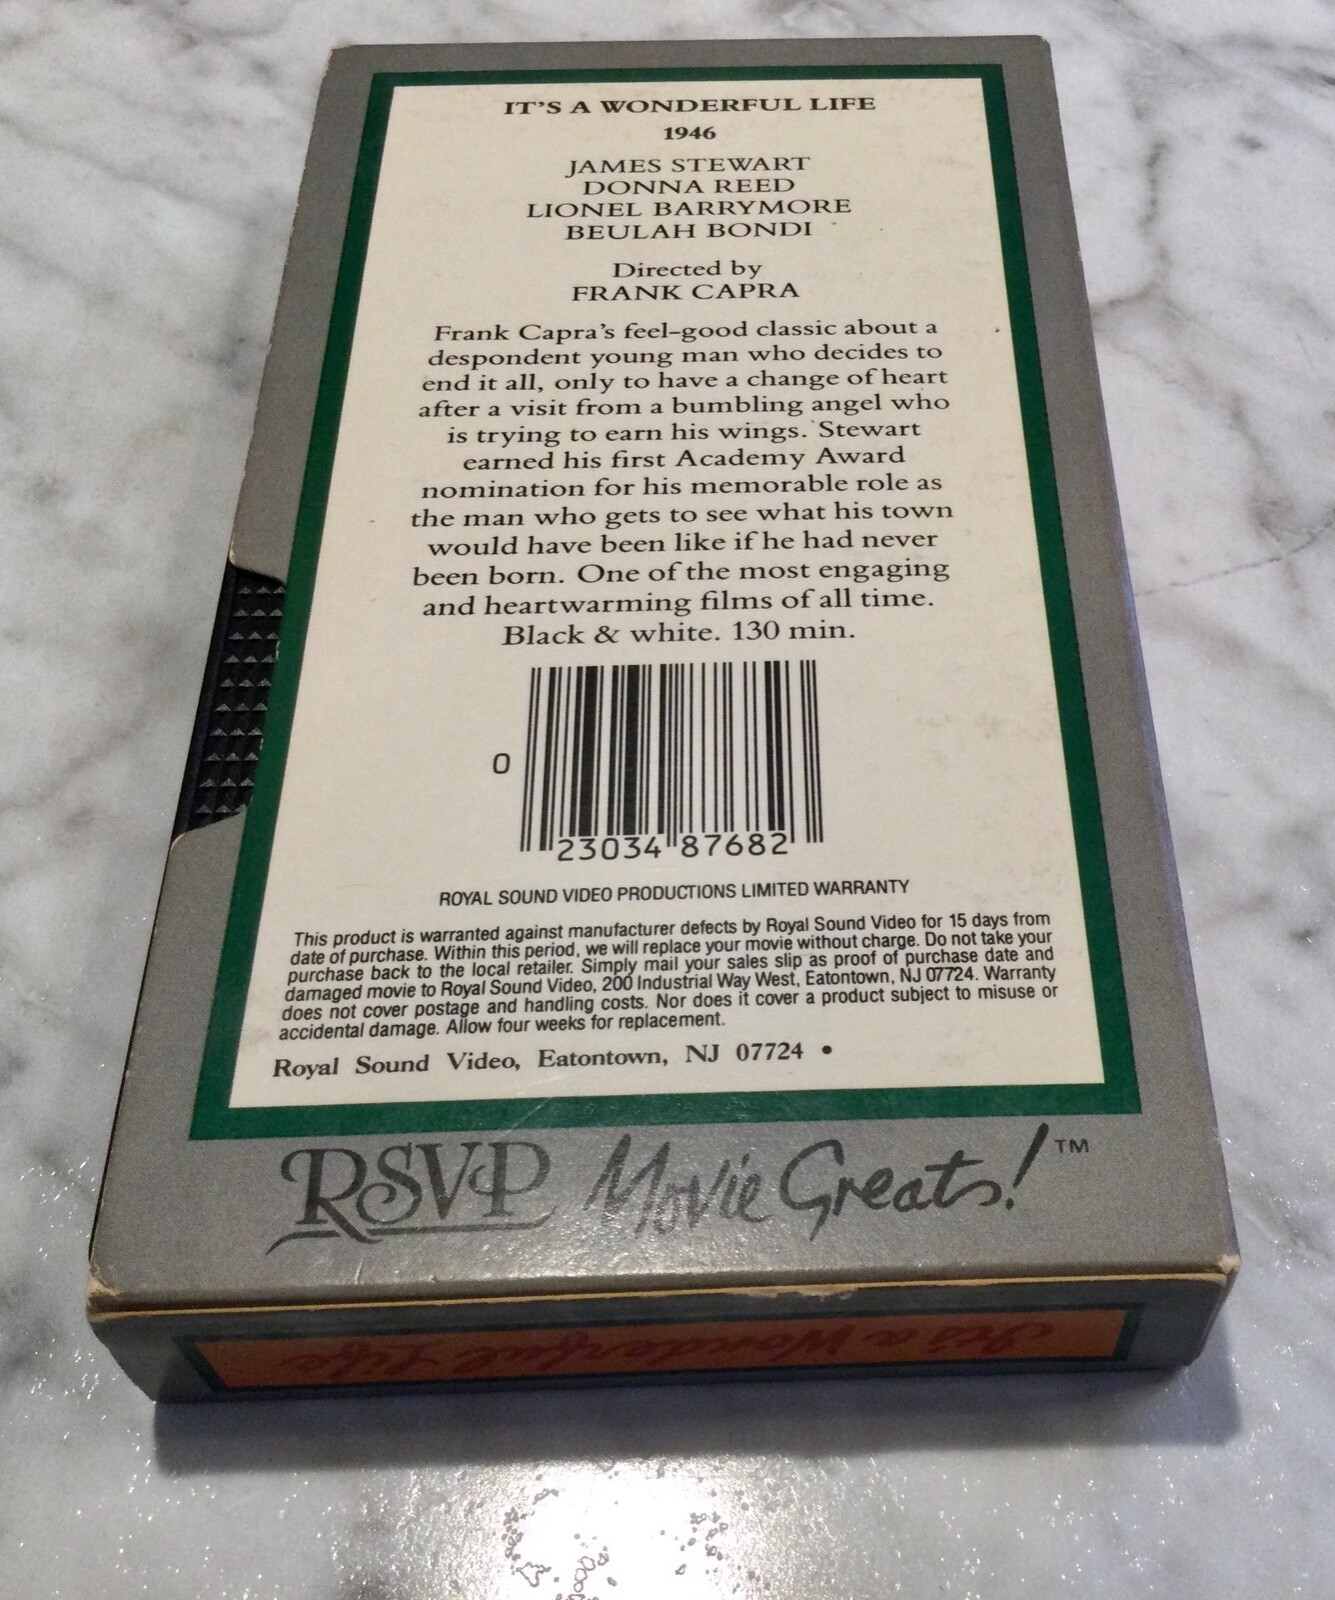 IT'S A WONDERFUL LIFE
1946
JAMES STEWART
DONNA REED
LIONEL BARRYMORE
BEULAH BONDI
Directed by
FRANK CAPRA
Frank Capra's feel-good classic about a
despondent young man who decides to
end it all, only to have a change of heart
after a visit from a bumbling angel who
is trying to earn his wings. Stewart
earned his first Academy Award
nomination for his memorable role as
the man who gets to see what his town
would have been like if he had never
been born. One of the most engaging
and heartwarming films of all time.
Black & white. 130 min.
0 23034 87682
ROYAL SOUND VIDEO PRODUCTIONS LIMITED WARRANTY
This product is warranted against manufacturer defects by Royal Sound Video for 15 days from
date of purchase. Within this period, we will replace your movie without charge. Do not take your
purchase back to the local retailer. Simply mail your sales slip as proof of purchase date and
damaged movie to Royal Sound Video, 200 Industrial Way West, Eatontown, NJ 07724. Warranty
does not cover postage and handling costs. Nor does it cover a product subject to misuse or
accidental damage. Allow four weeks for replacement.
Royal Sound Video, Eatontown, NJ 07724 •
RSVP Movie Greats! ™
It's a Wonderful Life